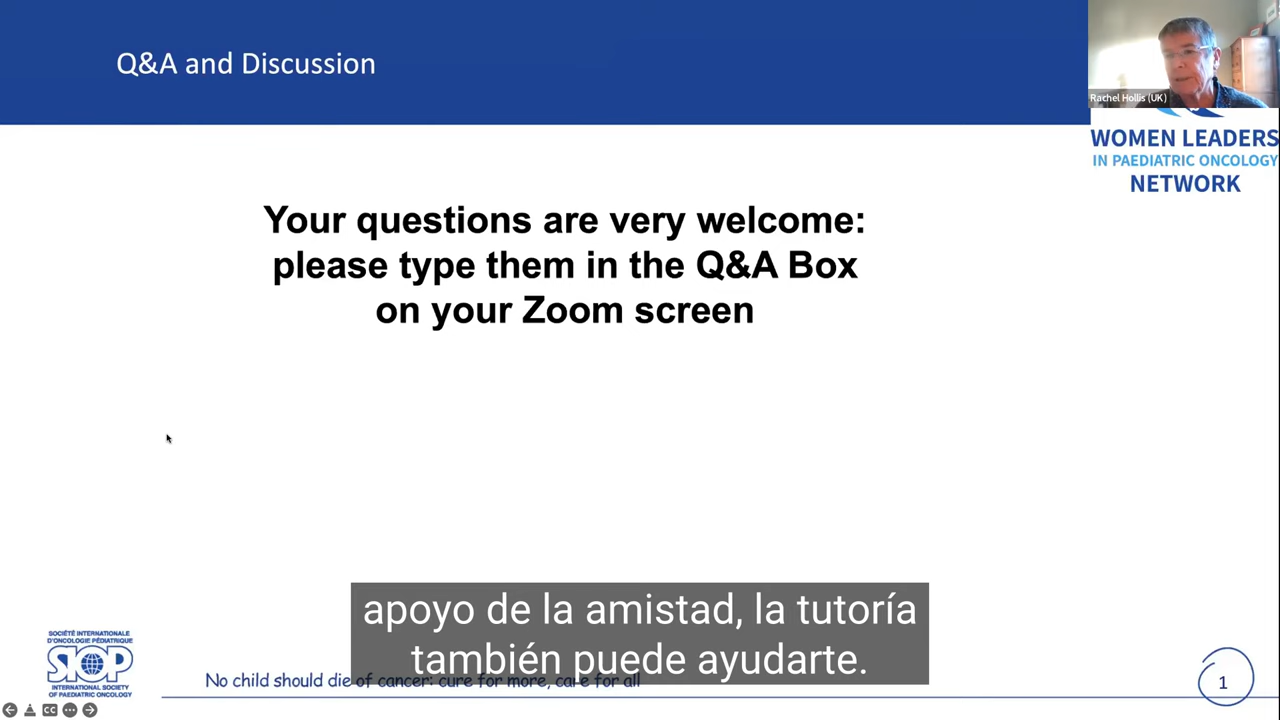 Q&A and Discussion
Rachel Hollis (UK)
WOMEN LEADERS
IN PAEDIATRIC ONCOLOGY
NETWORK
Your questions are very welcome:
please type them in the Q&A Box
on your Zoom screen
apoyo de la amistad, la tutoría
también puede ayudarte.
SOCIÉTÉ INTERNATIONALE
D'ONCOLOGIE PÉDIATRIQUE
SIOP
INTERNATIONAL SOCIETY
OF PAEDIATRIC ONCOLOGY
No child should die of cancer: cure for more, care for all
1
CC